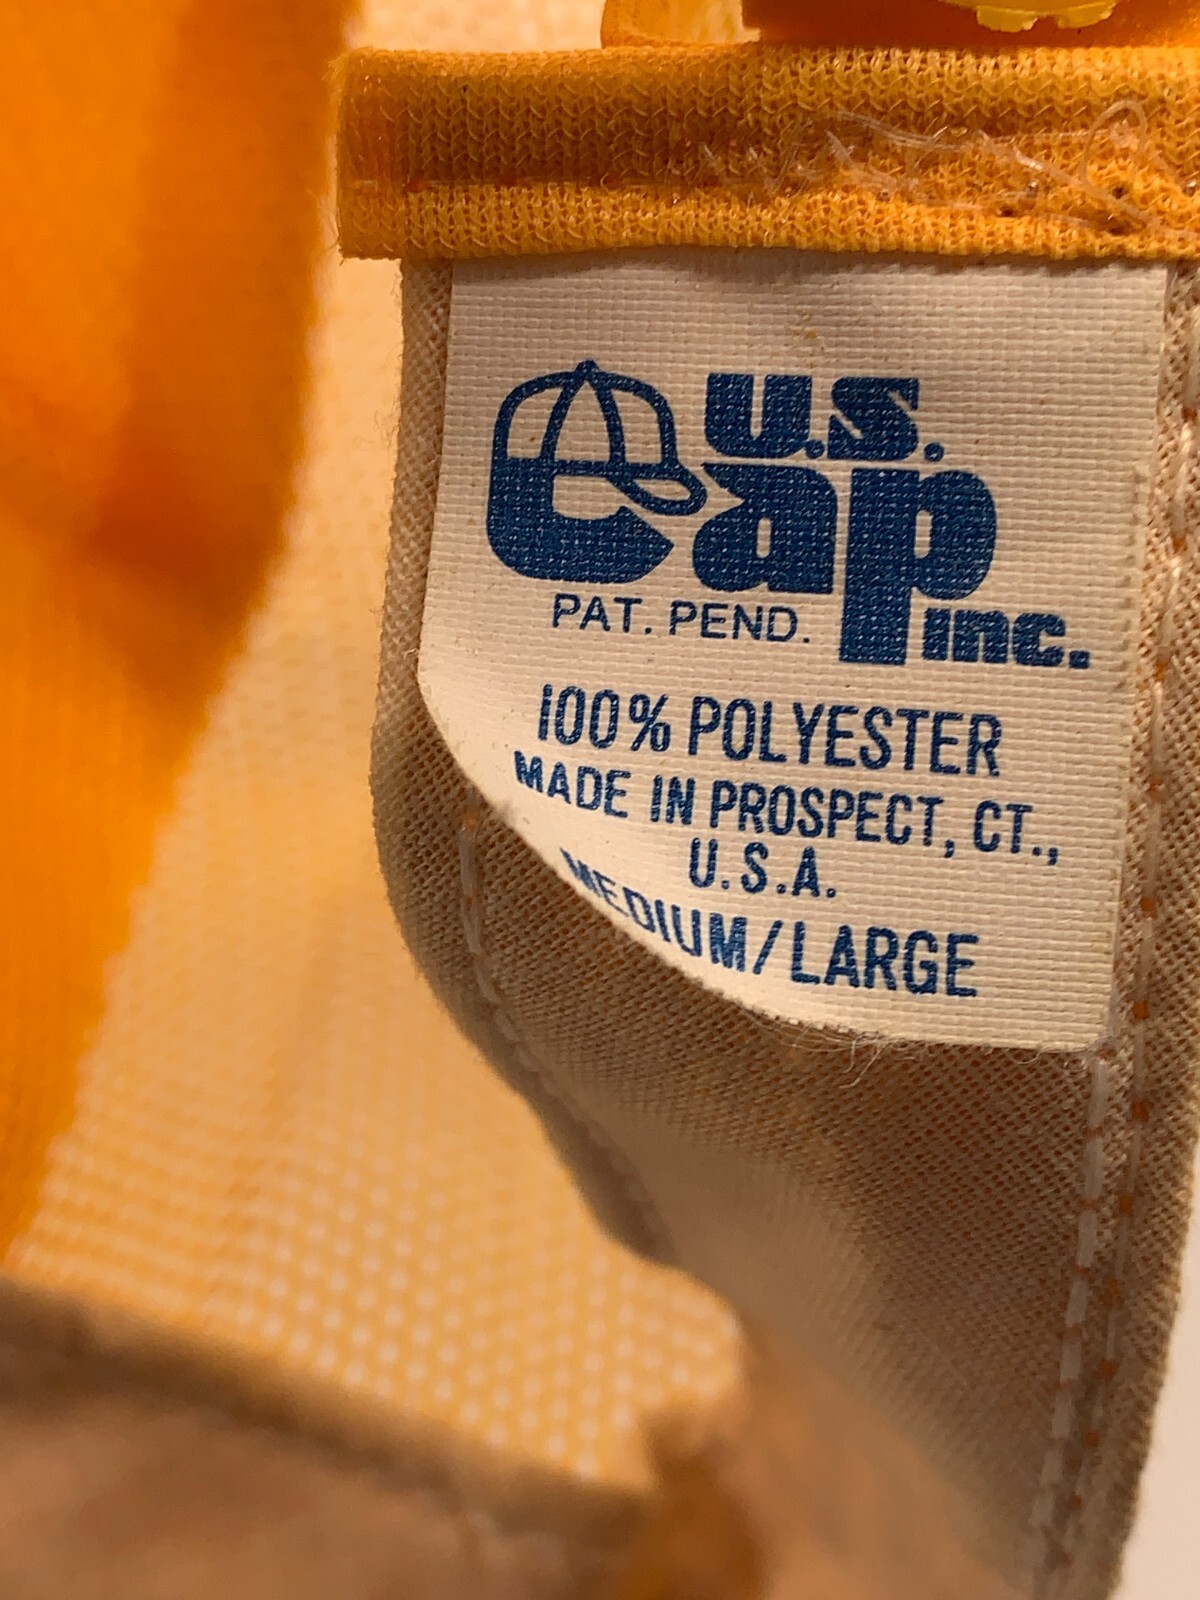 U.S.
Cap
inc.
PAT. PEND.
100% POLYESTER
MADE IN PROSPECT, CT.,
U.S.A.
MEDIUM/LARGE